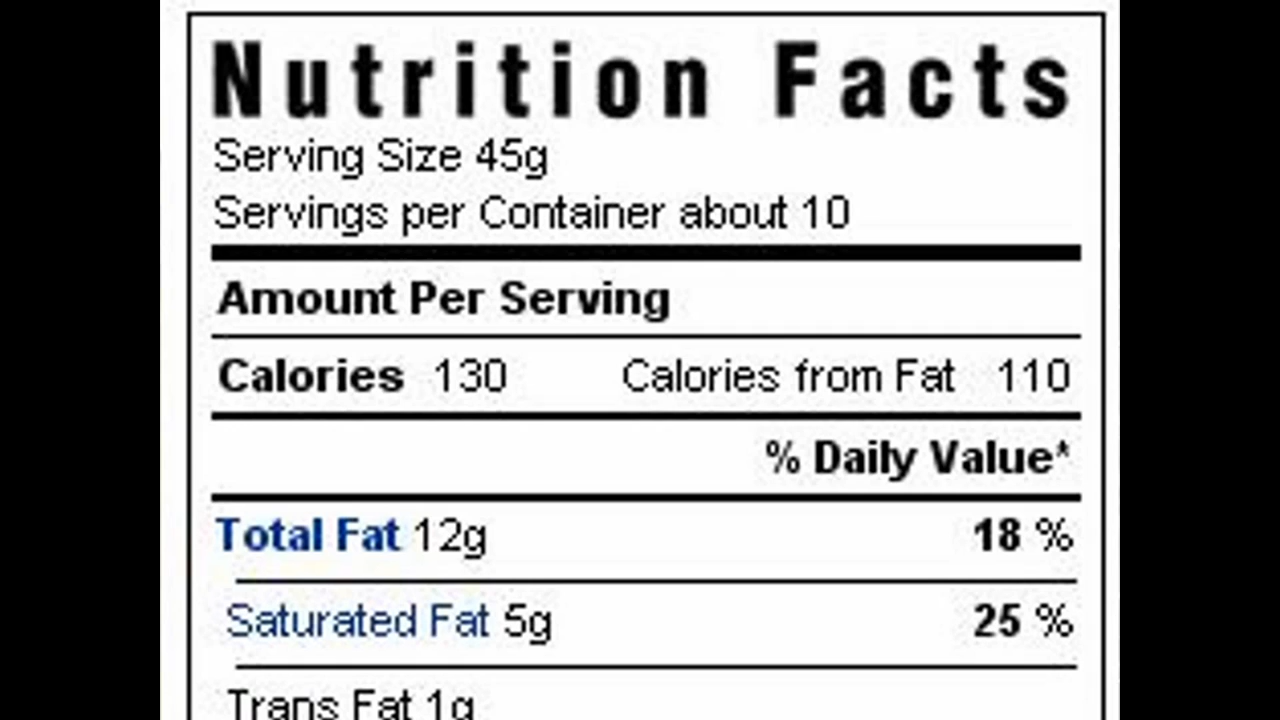 Nutrition Facts
Serving Size 45g
Servings per Container about 10
Amount Per Serving
Calories 130 Calories from Fat 110
% Daily Value*
Total Fat 12g 18 %
Saturated Fat 5g 25 %
Trans Fat 1g